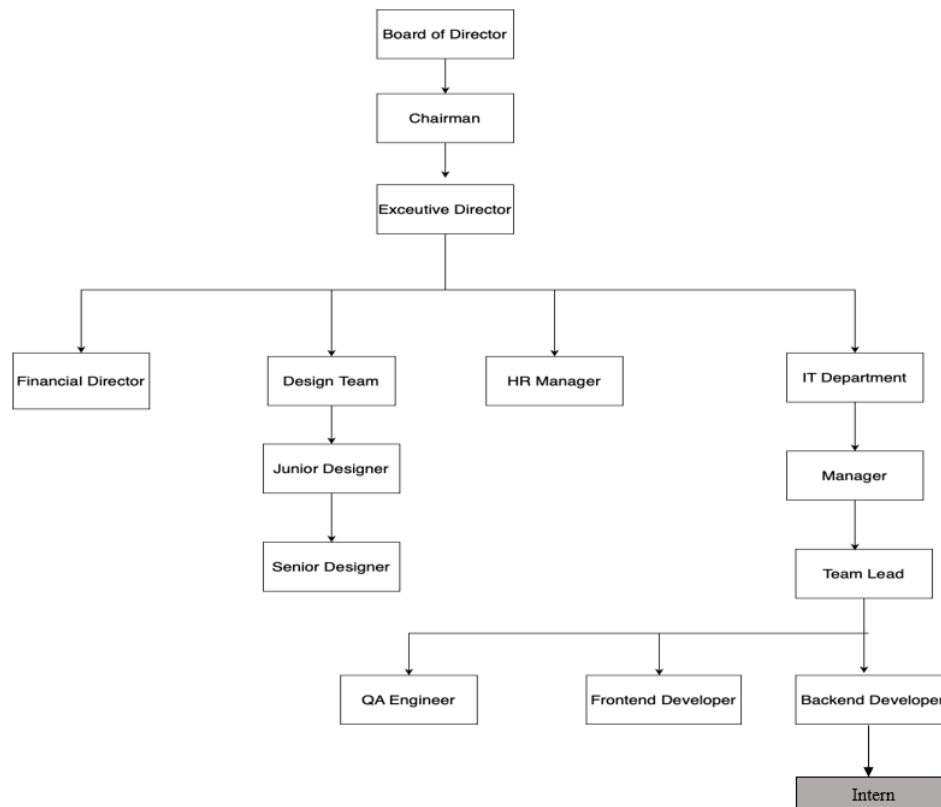 Board of Director
Chairman
Exceutive Director
Financial Director
Design Team
HR Manager
IT Department
Junior Designer
Manager
Senior Designer
Team Lead
QA Engineer
Frontend Developer
Backend Developer
Intern